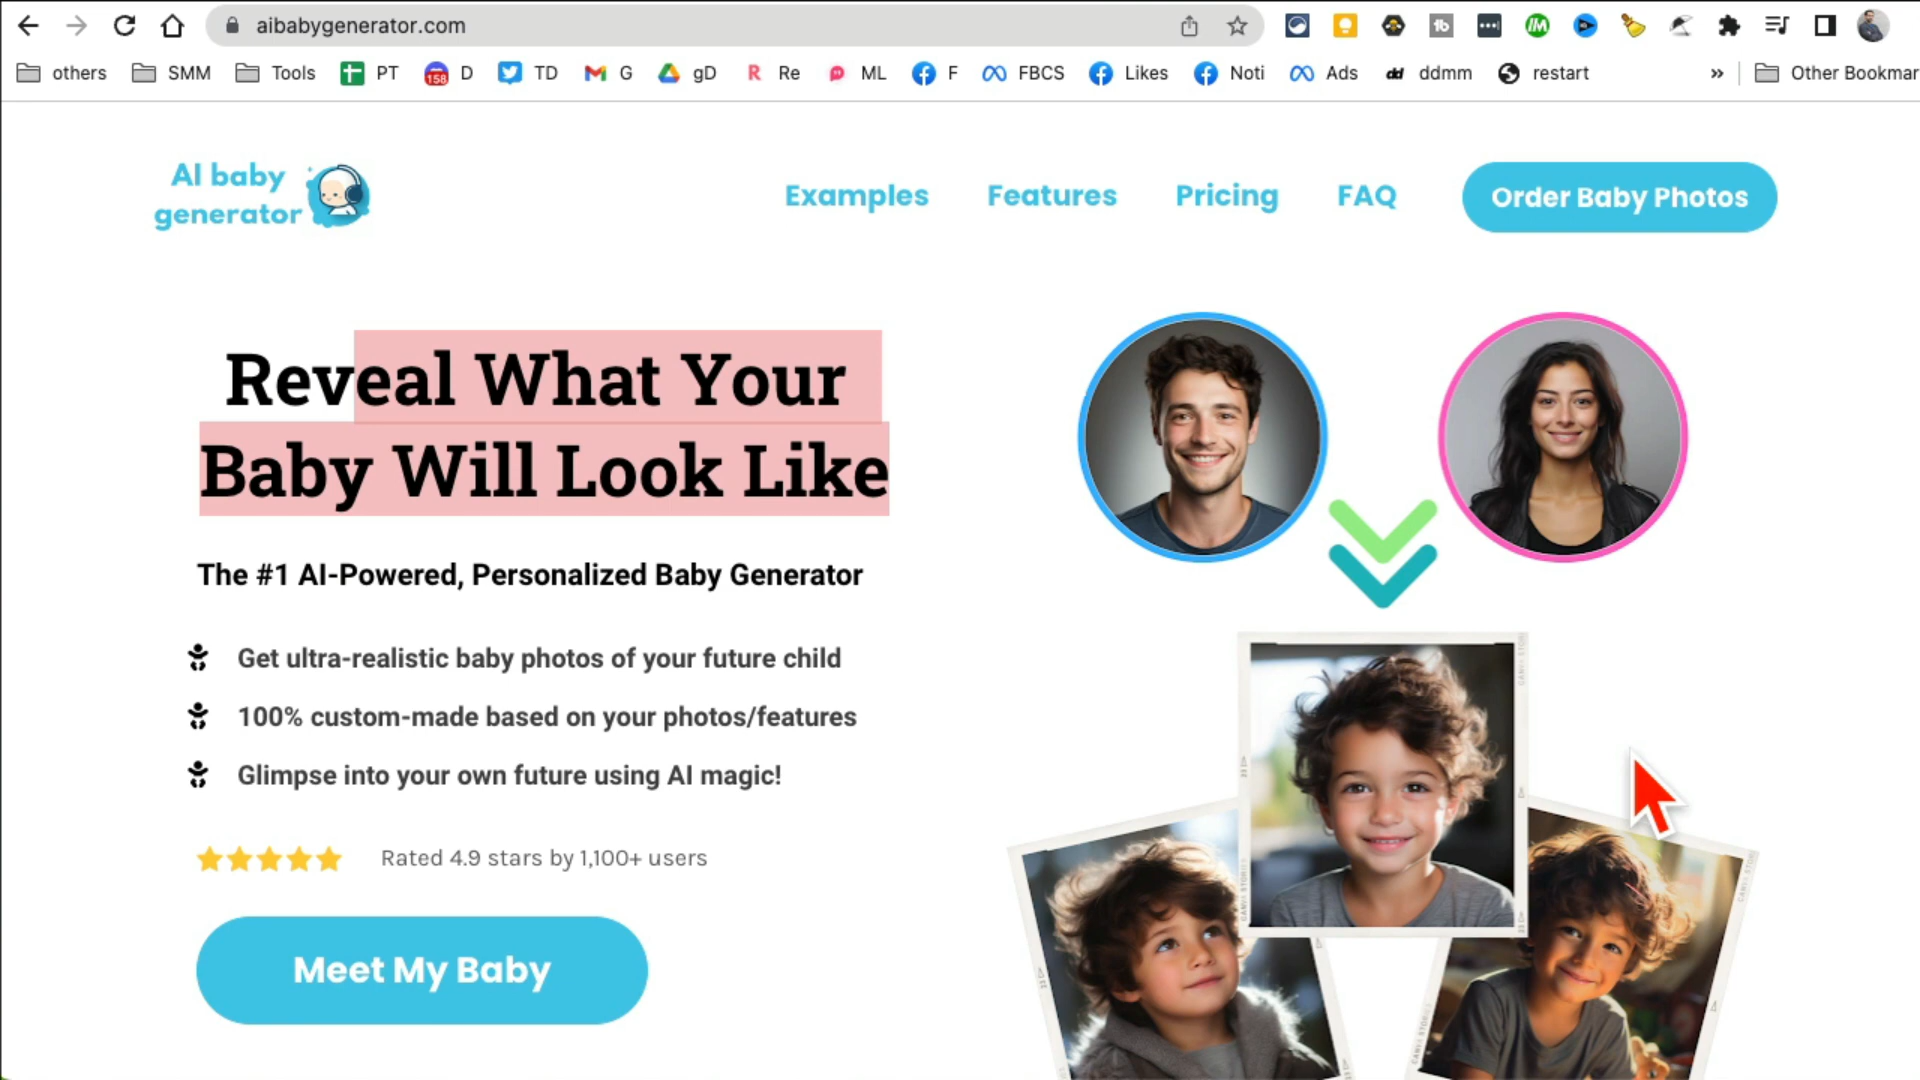 aibabygenerator.com
others SMM Tools PT 158 D TD G gD R Re ML F FBCS Likes Noti Ads dd ddmm restart » Other Bookmar
AI baby
generator
Examples Features Pricing FAQ Order Baby Photos
Reveal What Your
Baby Will Look Like
The #1 AI-Powered, Personalized Baby Generator
Get ultra-realistic baby photos of your future child
100% custom-made based on your photos/features
Glimpse into your own future using AI magic!
Rated 4.9 stars by 1,100+ users
Meet My Baby